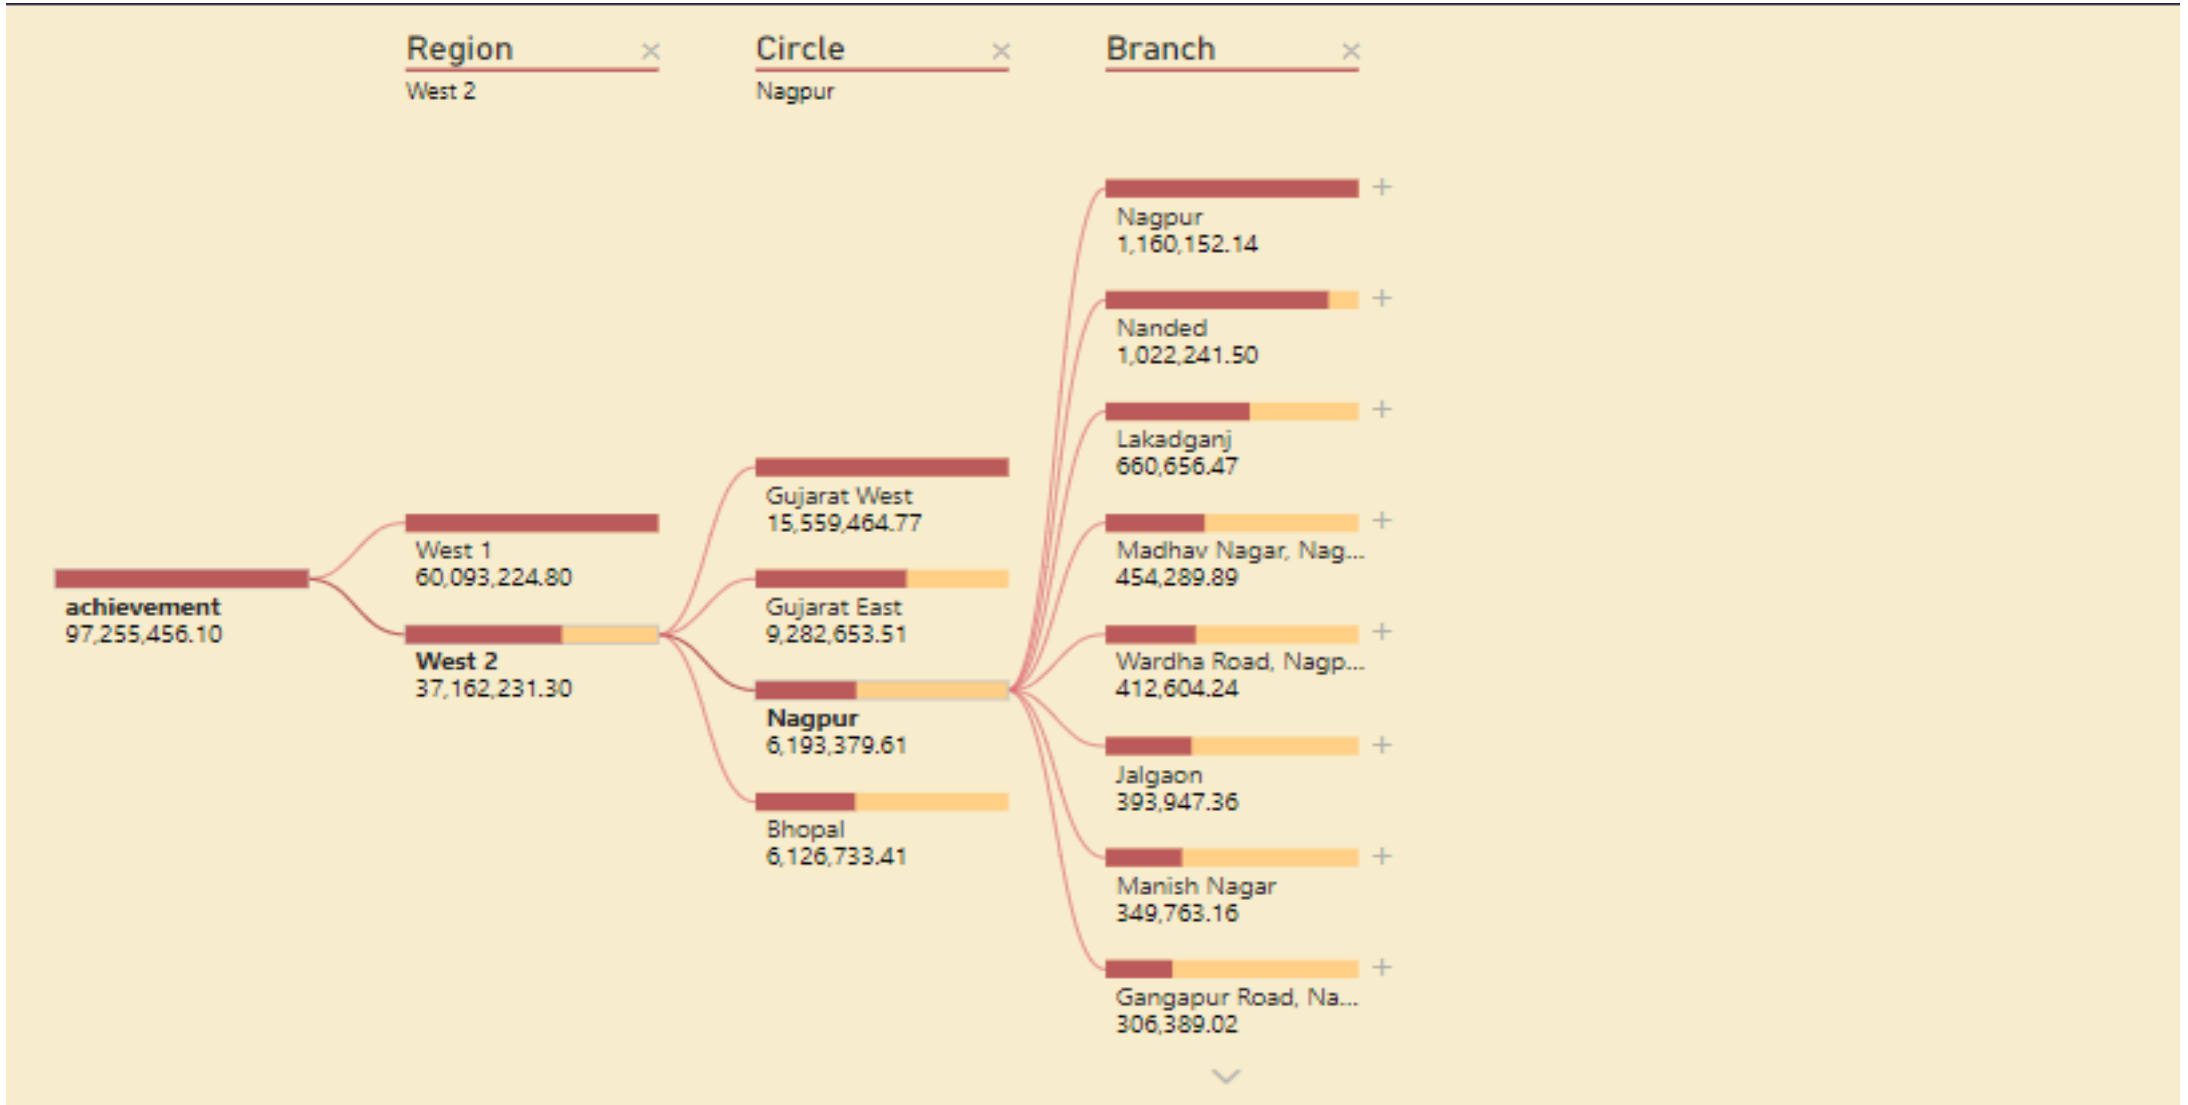 Region
West 2
Circle
Nagpur
Branch
achievement
97,255,456.10
West 1
60,093,224.80
West 2
37,162,231.30
Gujarat West
15,559,464.77
Gujarat East
9,282,653.51
Nagpur
6,193,379.61
Bhopal
6,126,733.41
Nagpur
1,160,152.14
Nanded
1,022,241.50
Lakadganj
660,656.47
Madhav Nagar, Nag...
454,289.89
Wardha Road, Nagp...
412,604.24
Jalgaon
393,947.36
Manish Nagar
349,763.16
Gangapur Road, Na...
306,389.02